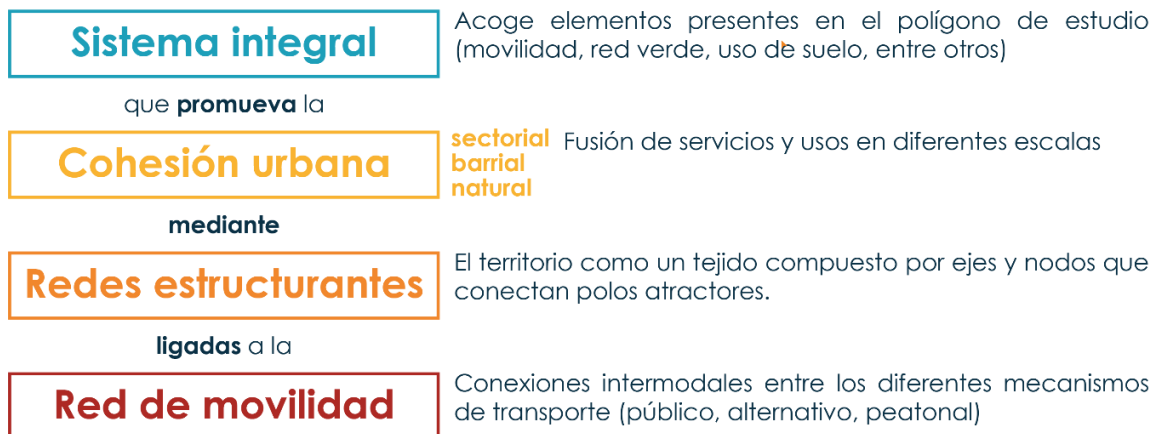 Sistema integral
Acoge elementos presentes en el polígono de estudio
(movilidad, red verde, uso de suelo, entre otros)
que promueva la
Cohesión urbana
sectorial
barrial
natural
Fusión de servicios y usos en diferentes escalas
mediante
Redes estructurantes
El territorio como un tejido compuesto por ejes y nodos que
conectan polos atractores.
ligadas a la
Red de movilidad
Conexiones intermodales entre los diferentes mecanismos
de transporte (público, alternativo, peatonal)